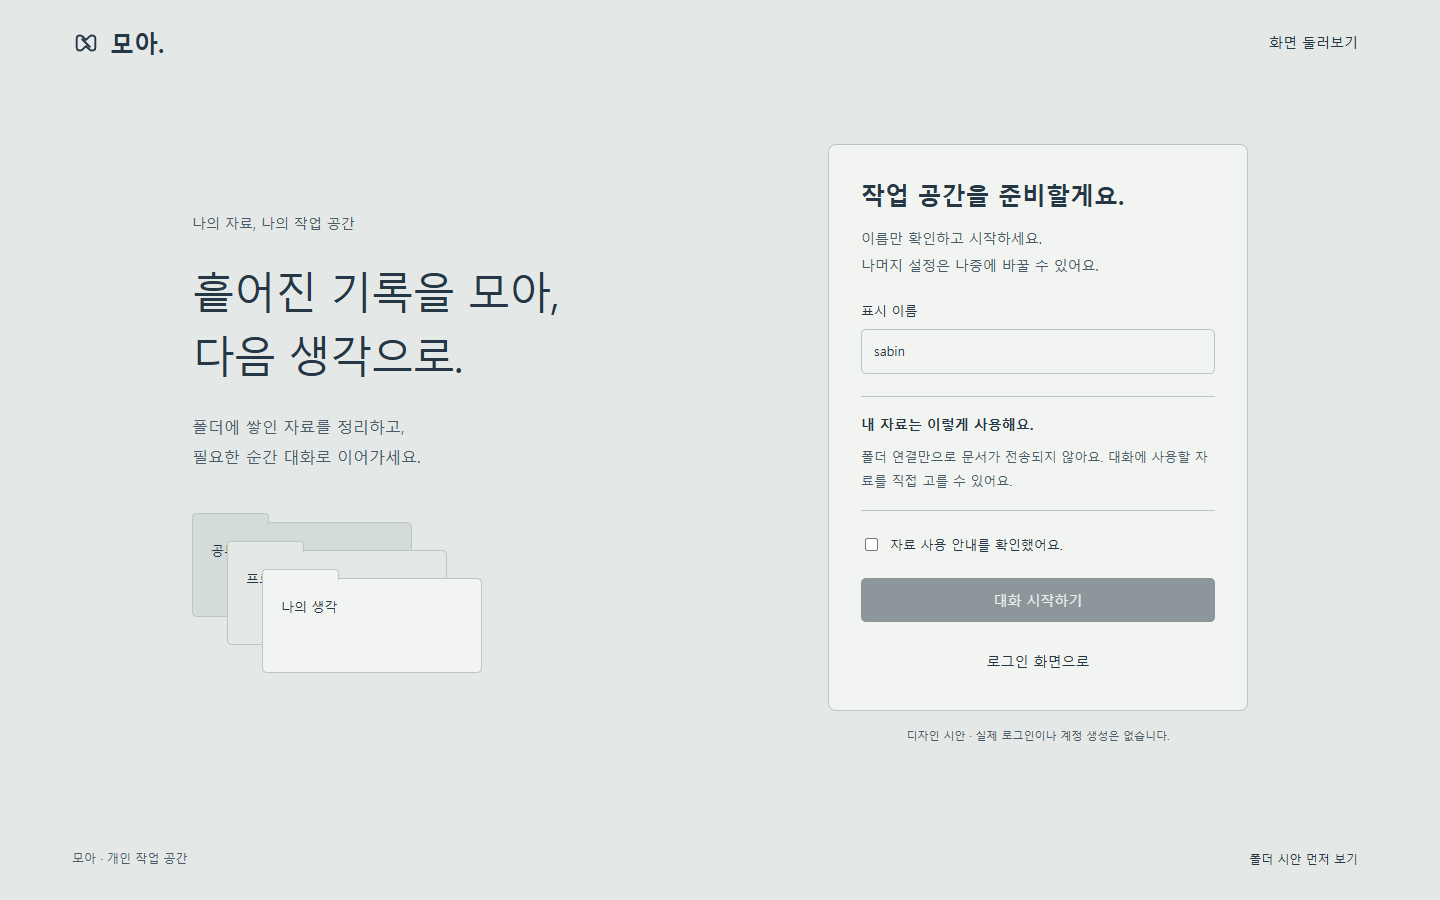 모아.
화면 둘러보기
나의 자료, 나의 작업 공간
흩어진 기록을 모아,
다음 생각으로.
폴더에 쌓인 자료를 정리하고,
필요한 순간 대화로 이어가세요.
나의 생각
작업 공간을 준비할게요.
이름만 확인하고 시작하세요.
나머지 설정은 나중에 바꿀 수 있어요.
표시 이름
sabin
내 자료는 이렇게 사용해요.
폴더 연결만으로 문서가 전송되지 않아요. 대화에 사용할 자
료를 직접 고를 수 있어요.
자료 사용 안내를 확인했어요.
대화 시작하기
로그인 화면으로
디자인 시안 · 실제 로그인이나 계정 생성은 없습니다.
모아 · 개인 작업 공간
폴더 시안 먼저 보기